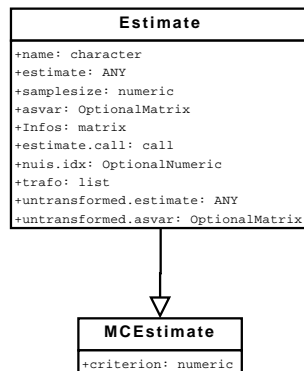 Estimate
+name: character
+estimate: ANY
+samplesize: numeric
+asvar: OptionalMatrix
+Infos: matrix
+estimate.call: call
+nuis.idx: OptionalNumeric
+trafo: list
+untransformed.estimate: ANY
+untransformed.asvar: OptionalMatrix
MCEstimate
+criterion: numeric